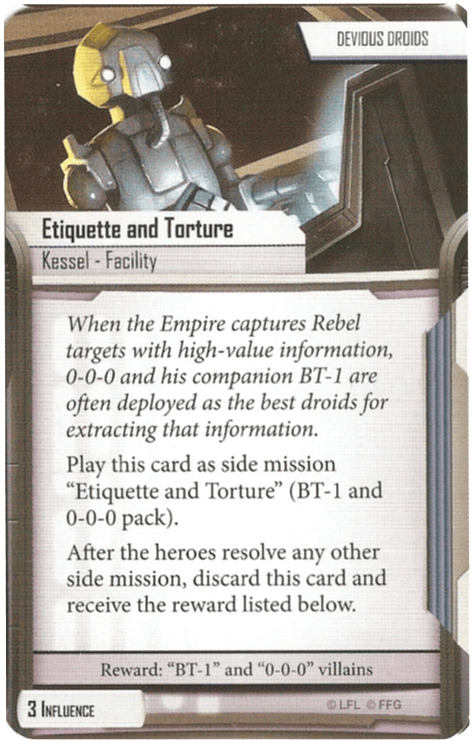 DEVIOUS DROIDS
Etiquette and Torture
Kessel - Facility
When the Empire captures Rebel
targets with high-value information,
0-0-0 and his companion BT-1 are
often deployed as the best droids for
extracting that information.
Play this card as side mission
“Etiquette and Torture” (BT-1 and
0-0-0 pack).
After the heroes resolve any other
side mission, discard this card and
receive the reward listed below.
Reward: “BT-1” and “0-0-0” villains
3 INFLUENCE
© LFL © FFG